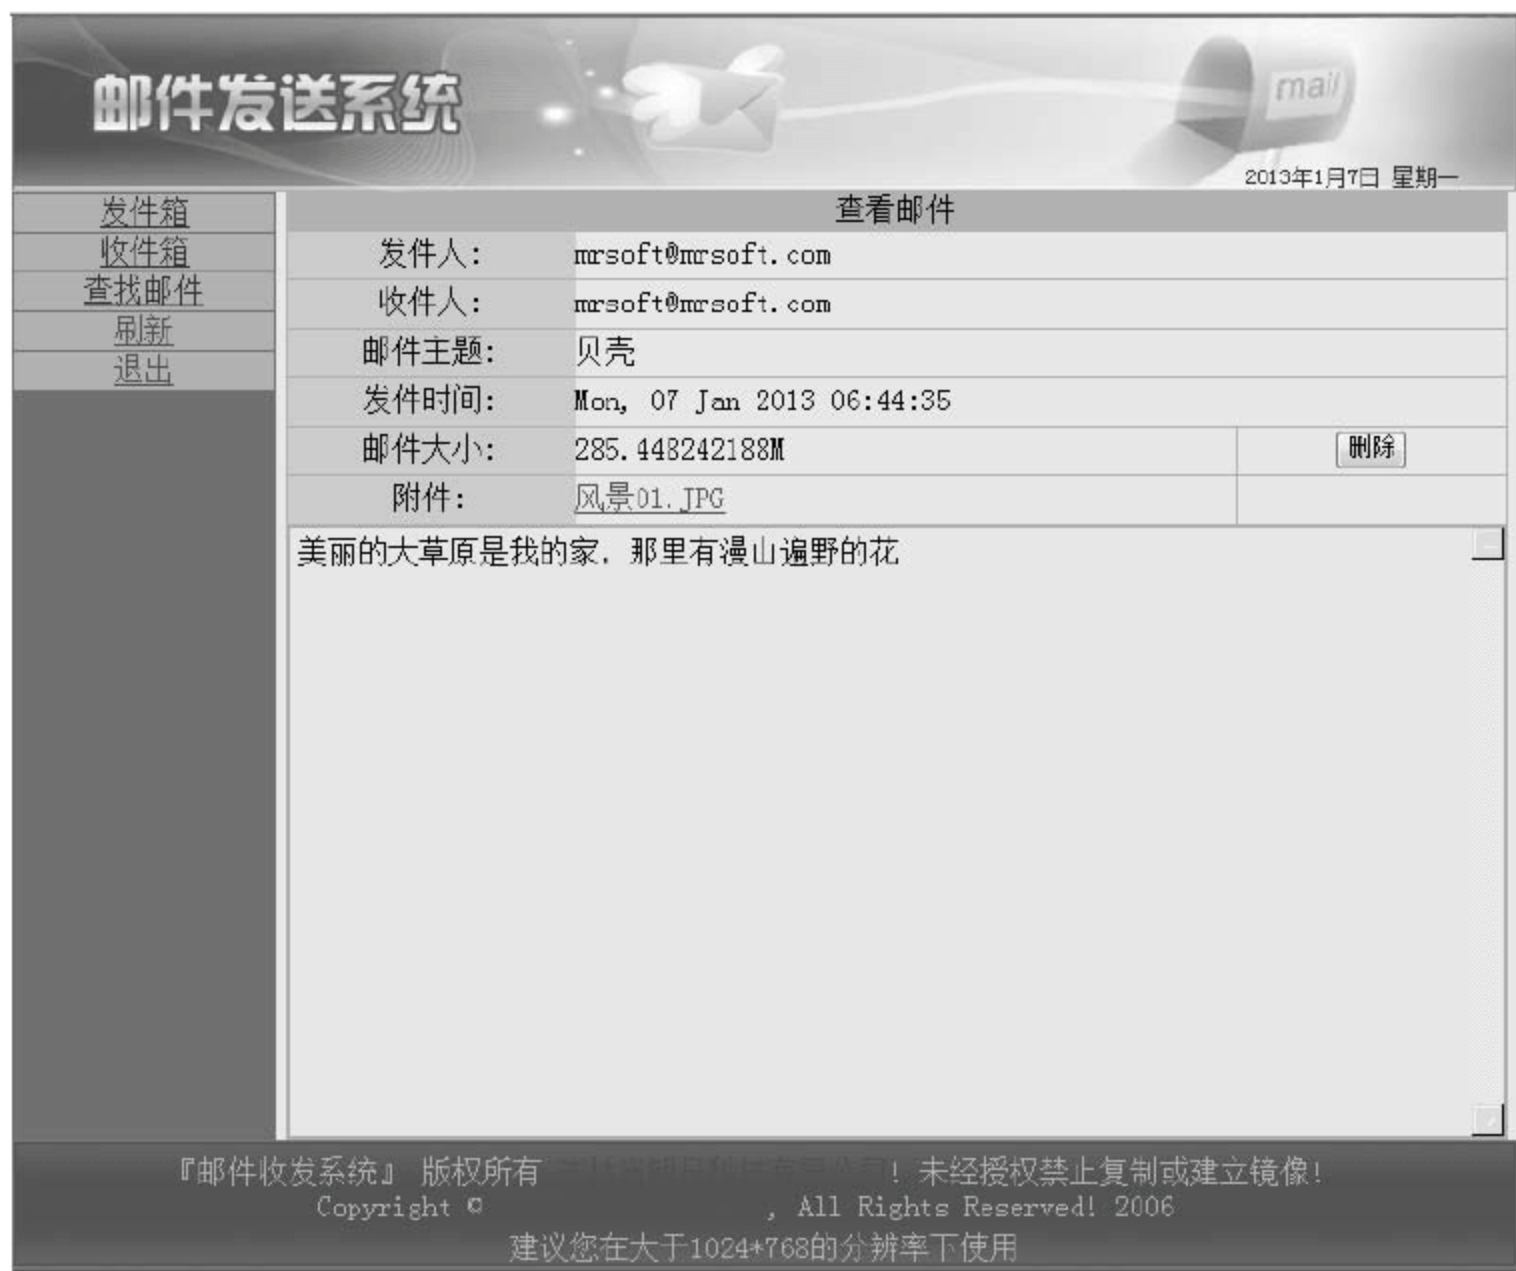 邮件发送系统
mail
2013年1月7日 星期一
发件箱
收件箱
查找邮件
刷新
退出
查看邮件
发件人: mrsoft@mrsoft.com
收件人: mrsoft@mrsoft.com
邮件主题: 贝壳
发件时间: Mon, 07 Jan 2013 06:44:35
邮件大小: 285.448242188M 删除
附件: 风景01.JPG
美丽的大草原是我的家, 那里有漫山遍野的花
『邮件收发系统』 版权所有 ! 未经授权禁止复制或建立镜像!
Copyright © , All Rights Reserved! 2006
建议您在大于1024*768的分辨率下使用